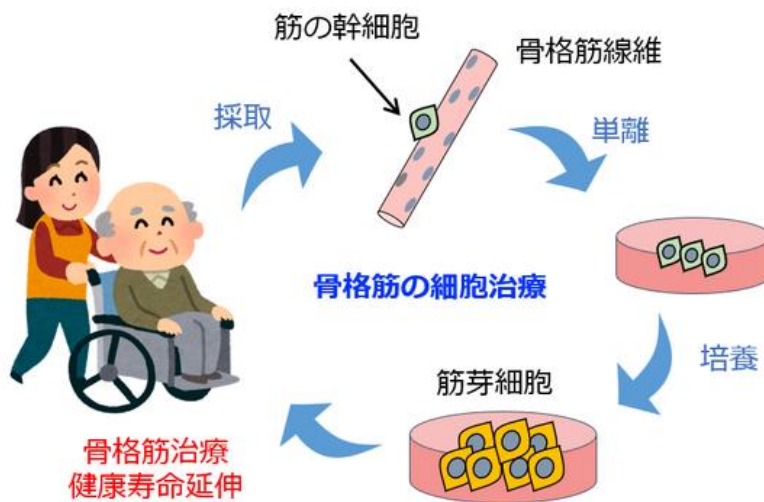 筋の幹細胞
骨格筋線維
採取
単離
骨格筋の細胞治療
培養
筋芽細胞
骨格筋治療
健康寿命延伸